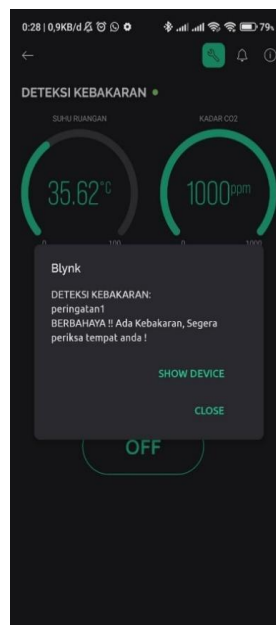 0:28 | 0,9KB/d
79%
DETEKSI KEBAKARAN
SUHU RUANGAN
KADAR CO2
35.62°C
1000ppm
0
100
0
1000
Blynk
DETEKSI KEBAKARAN:
peringatan1
BERBAHAYA !! Ada Kebakaran, Segera
periksa tempat anda !
SHOW DEVICE
CLOSE
OFF